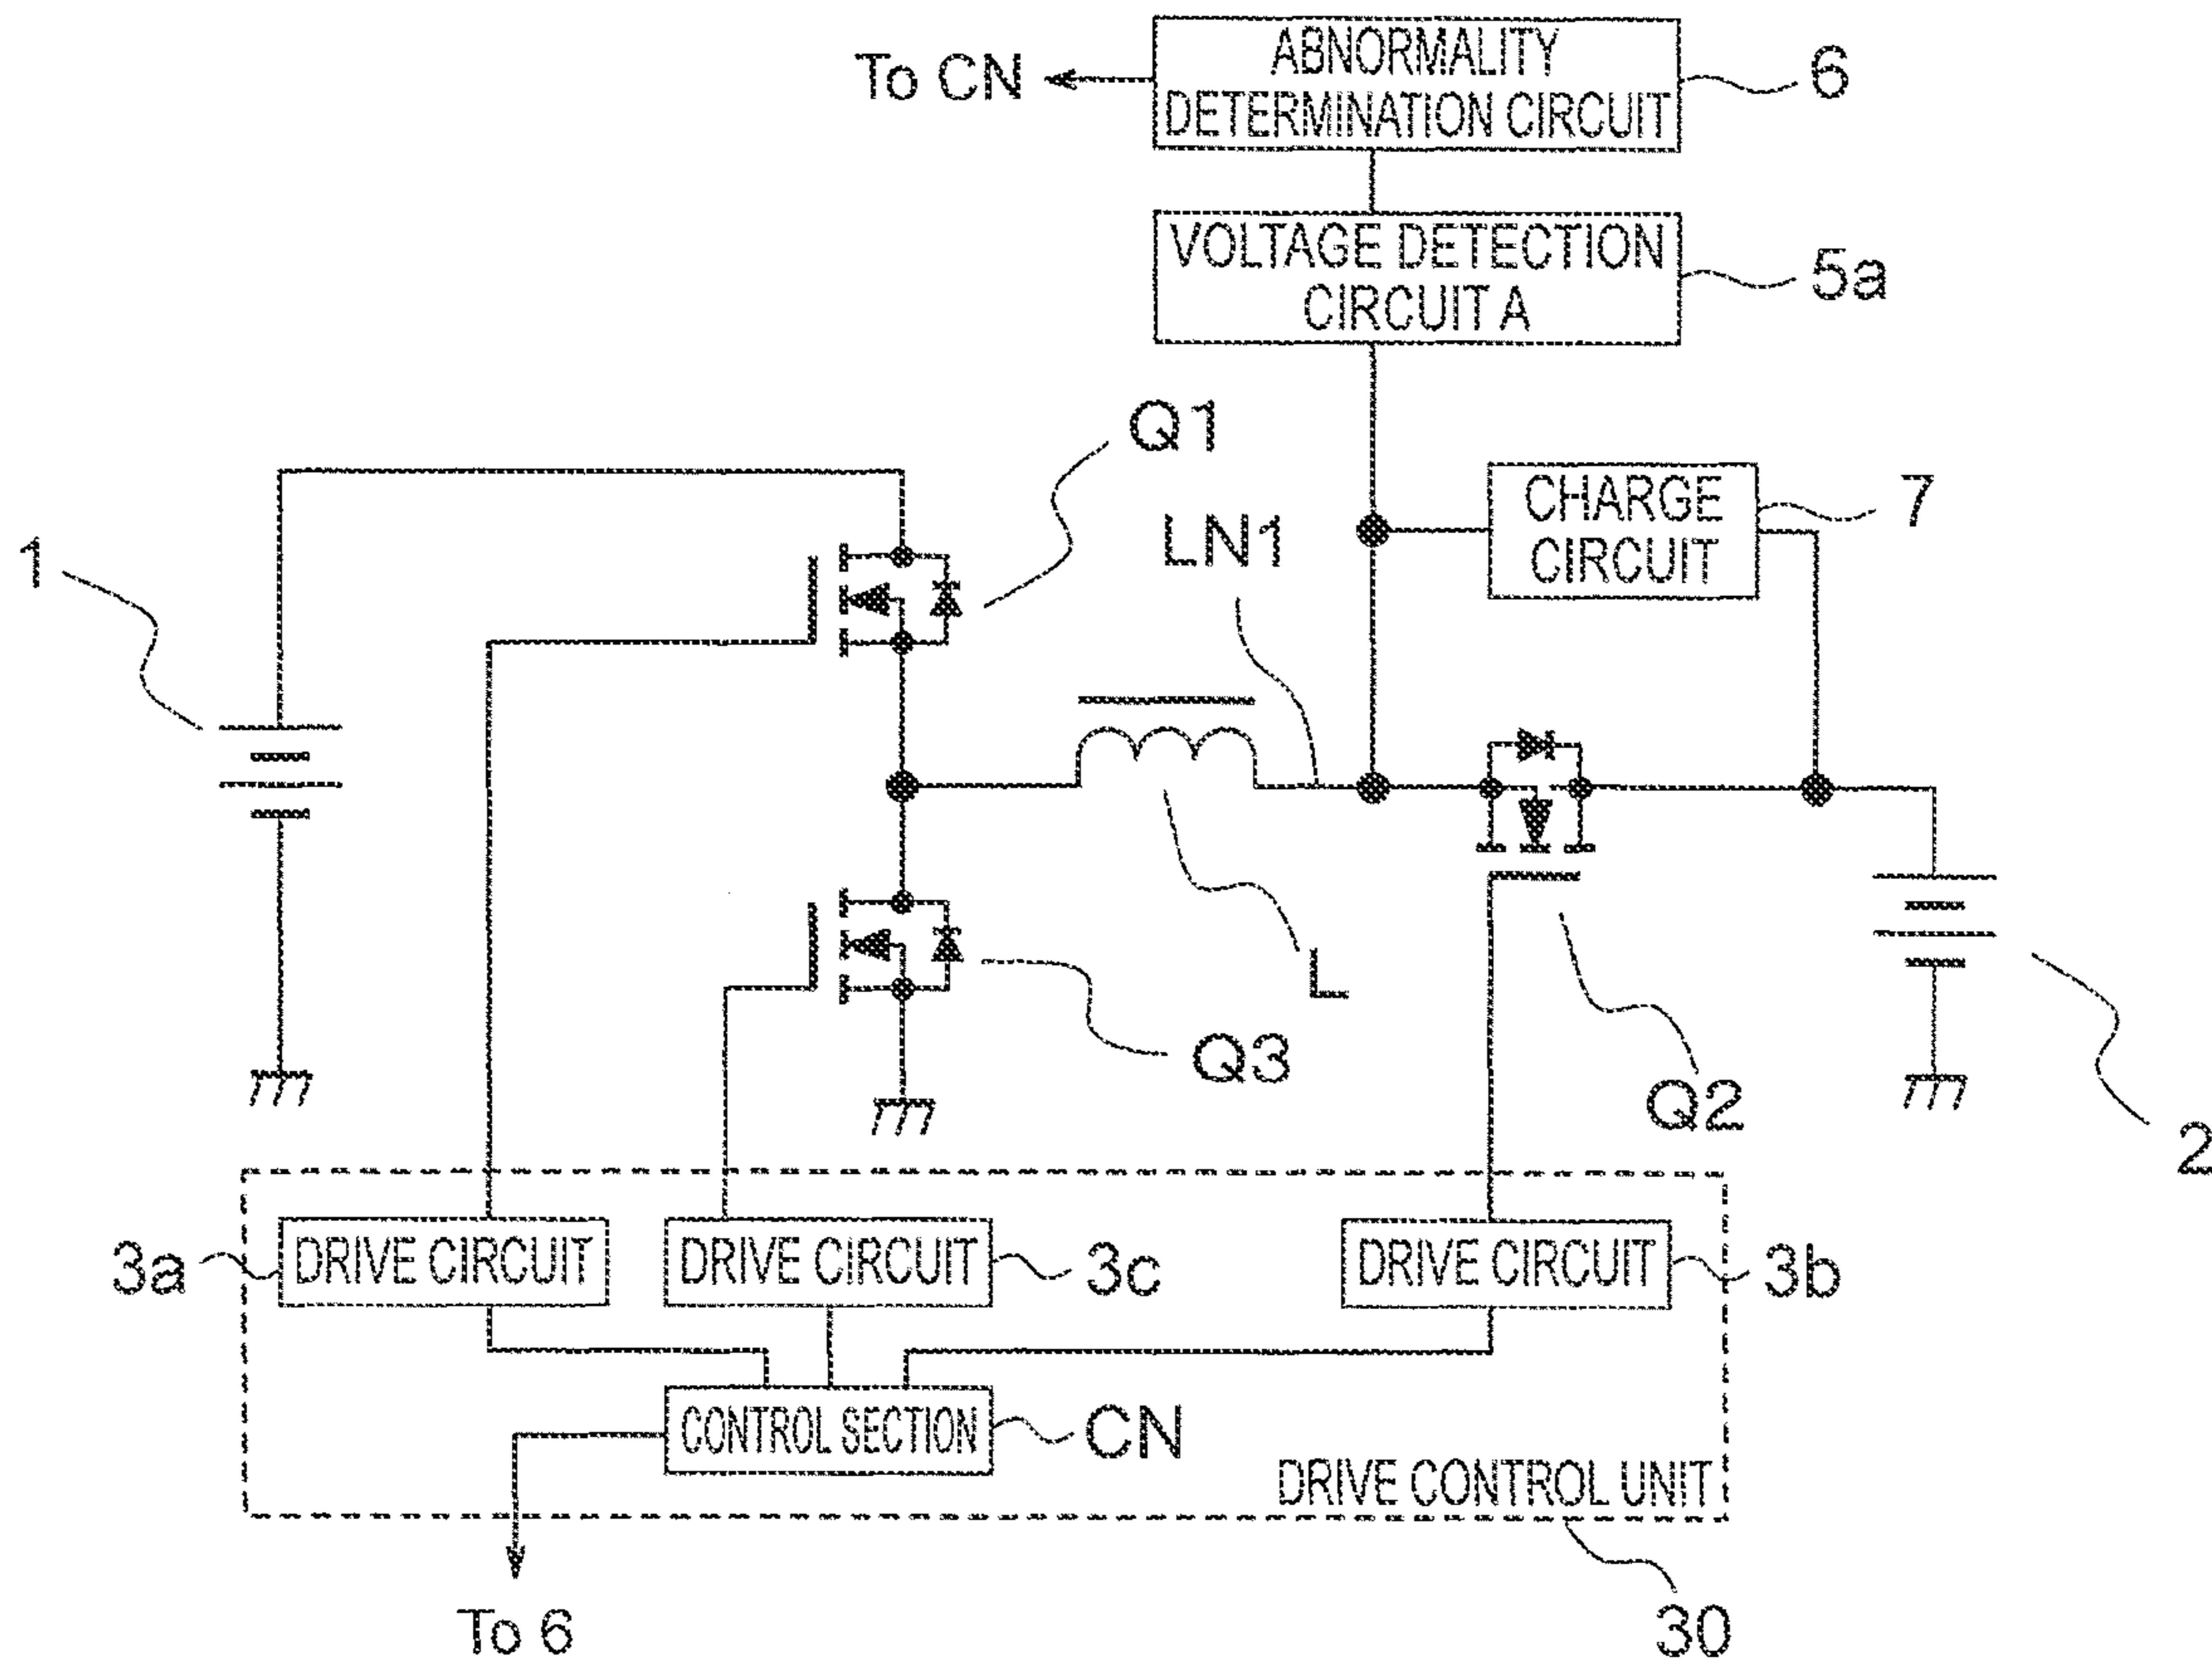 ABNORMALITY
DETERMINATION CIRCUIT
To CN
6
VOLTAGE DETECTION
CIRCUIT A
5a
Q1
LN1
CHARGE
CIRCUIT
7
1
L
Q3
Q2
2
3a
DRIVE CIRCUIT
DRIVE CIRCUIT
3c
DRIVE CIRCUIT
3b
CONTROL SECTION
CN
DRIVE CONTROL UNIT
To 6
30